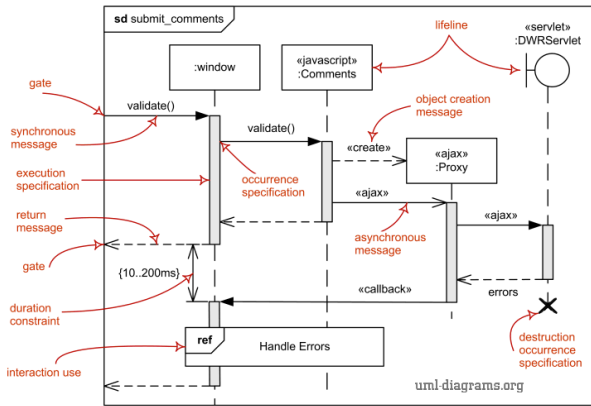 sd submit_comments
lifeline
«servlet»
:DWRServlet
:window
«javascript»
:Comments
gate
validate()
object creation
message
synchronous
message
validate()
«create»
«ajax»
:Proxy
execution
specification
occurrence
specification
«ajax»
«ajax»
return
message
asynchronous
message
gate
{10..200ms}
«callback»
errors
duration
constraint
ref
Handle Errors
destruction
occurrence
specification
interaction use
uml-diagrams.org